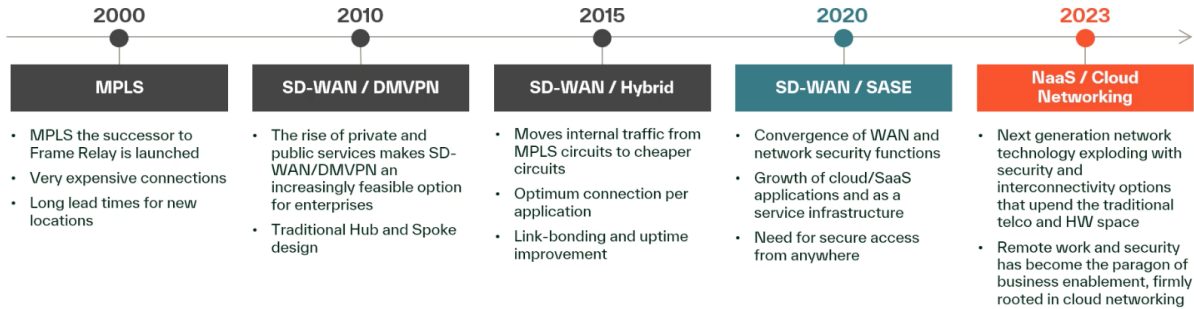 2000
2010
2015
2020
2023
MPLS
SD-WAN / DMVPN
SD-WAN / Hybrid
SD-WAN / SASE
NaaS / Cloud
Networking
• MPLS the successor to
Frame Relay is launched
• Very expensive connections
• Long lead times for new
locations
• The rise of private and
public services makes SD-
WAN/DMVPN an
increasingly feasible option
for enterprises
• Traditional Hub and Spoke
design
• Moves internal traffic from
MPLS circuits to cheaper
circuits
• Optimum connection per
application
• Link-bonding and uptime
improvement
• Convergence of WAN and
network security functions
• Growth of cloud/SaaS
applications and as a
service infrastructure
• Need for secure access
from anywhere
• Next generation network
technology exploding with
security and
interconnectivity options
that upend the traditional
telco and HW space
• Remote work and security
has become the paragon of
business enablement, firmly
rooted in cloud networking